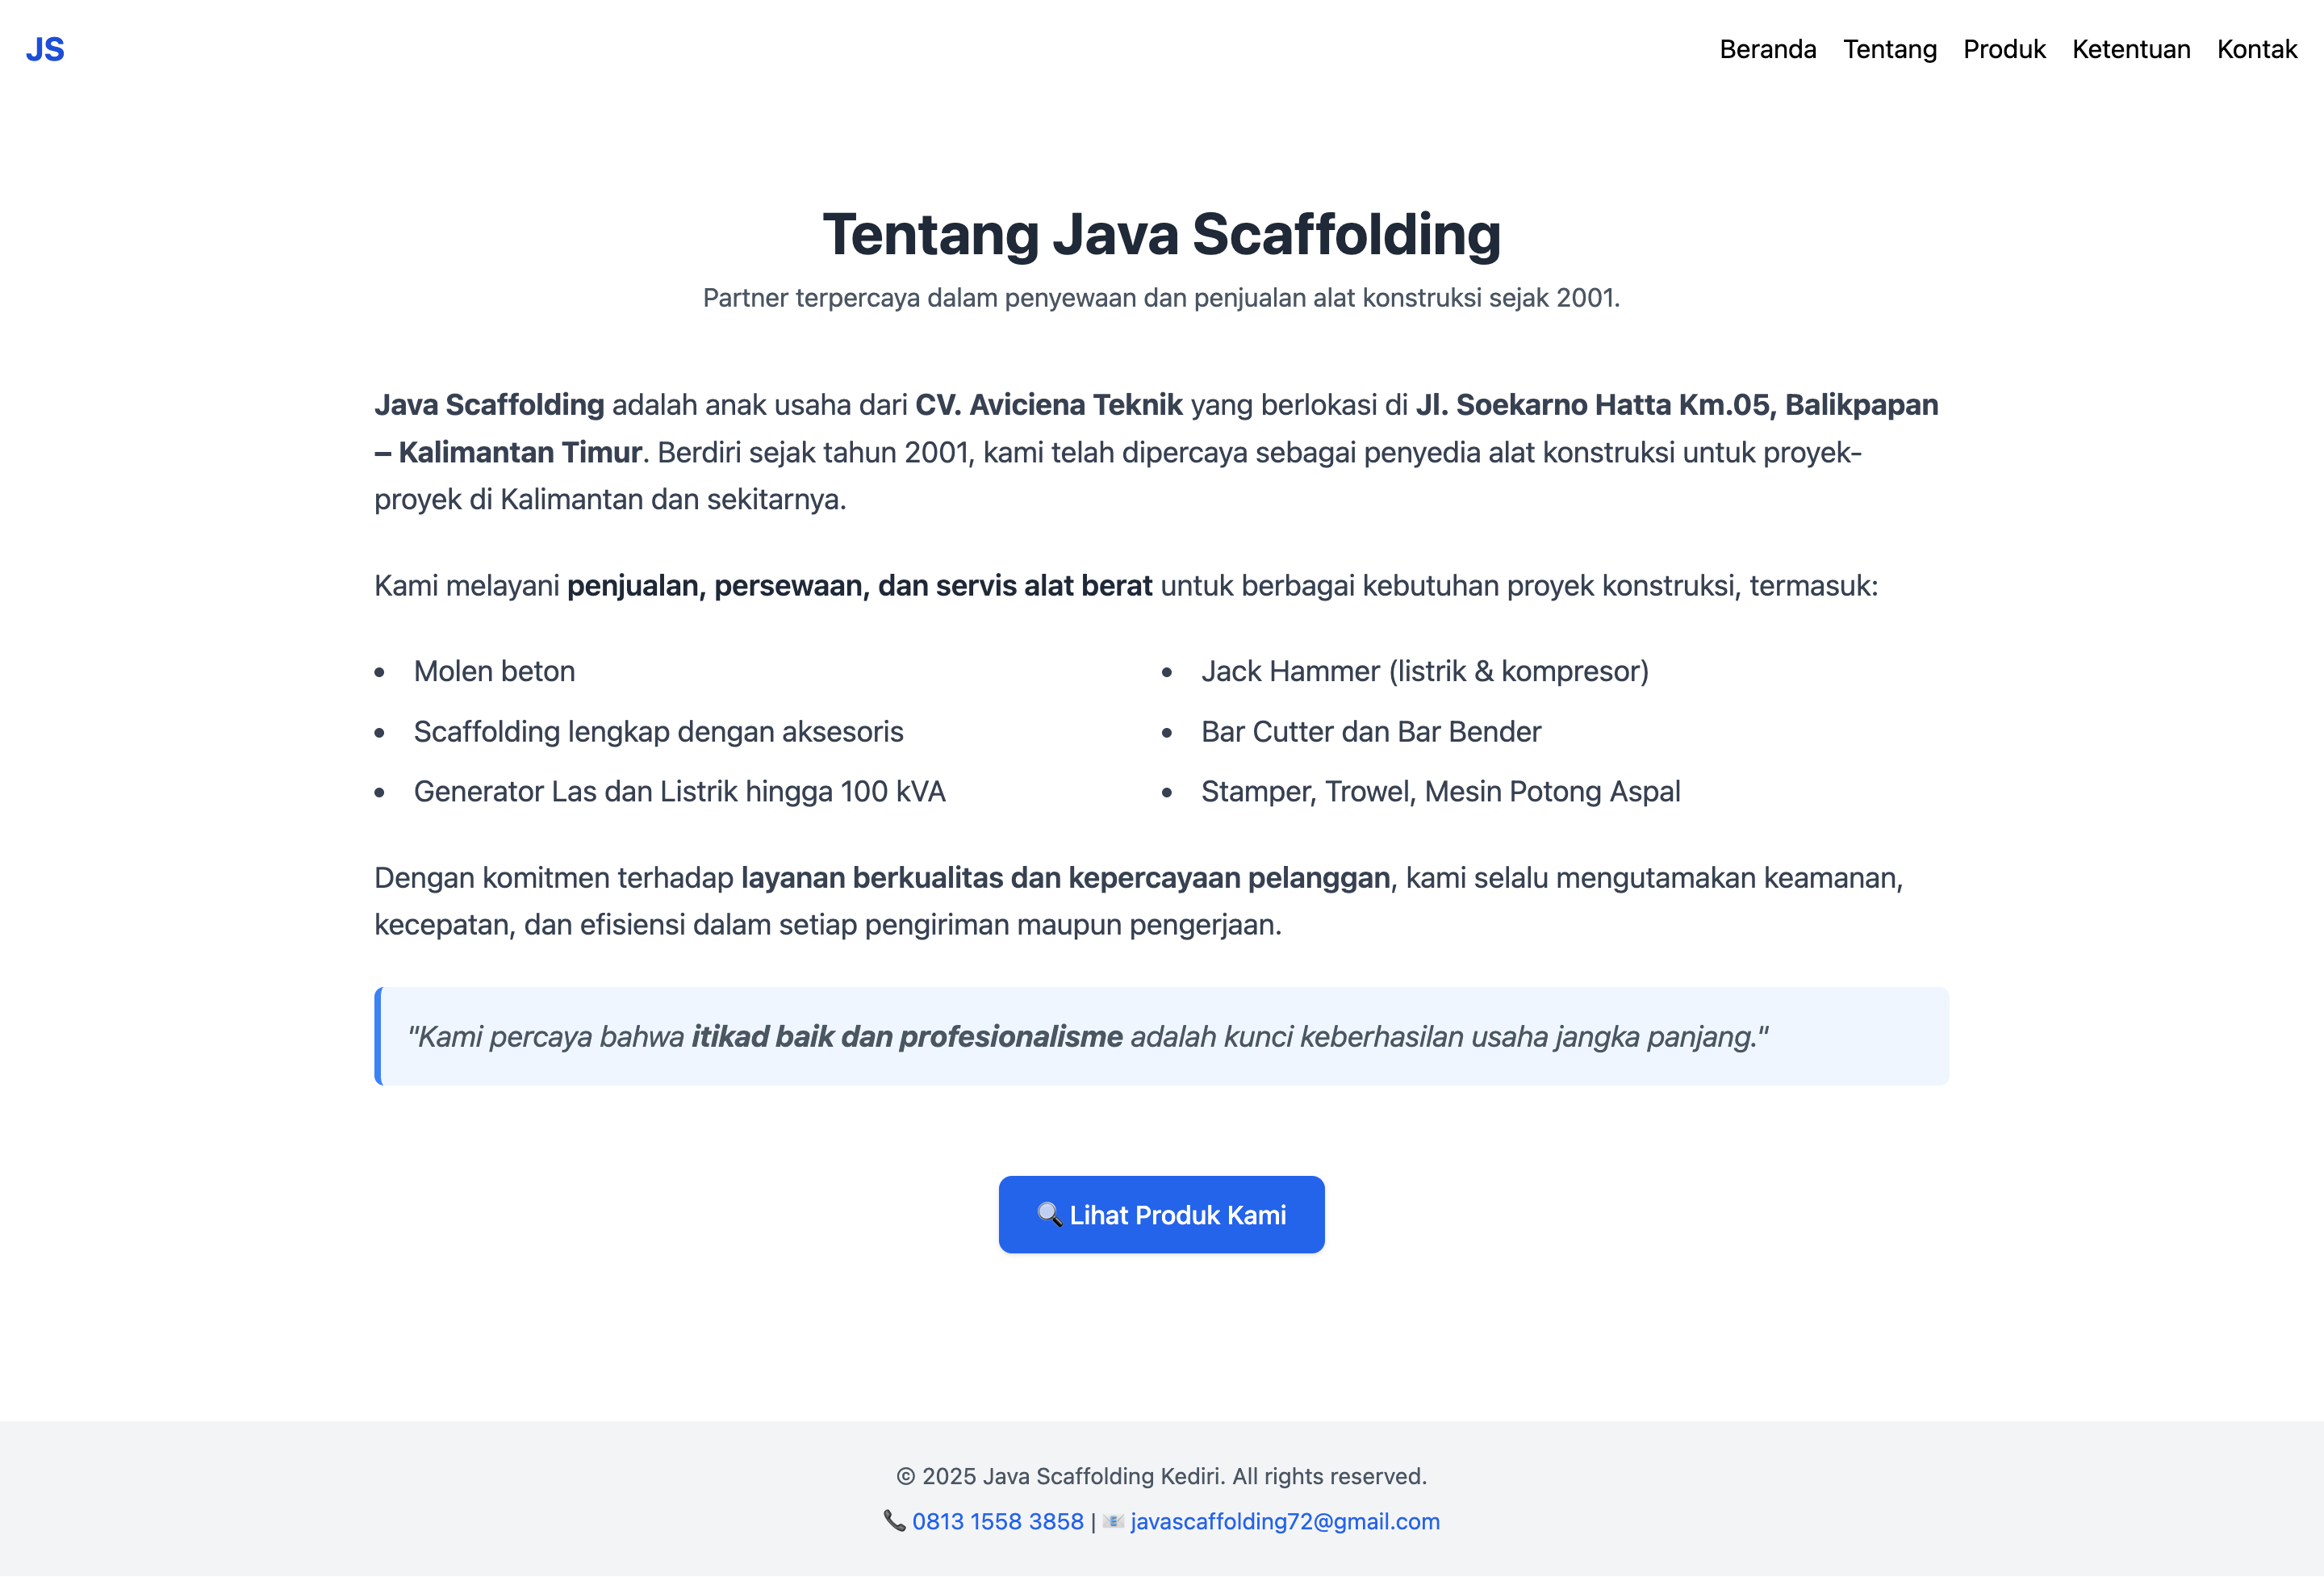 JS
Beranda Tentang Produk Ketentuan Kontak
Tentang Java Scaffolding
Partner terpercaya dalam penyewaan dan penjualan alat konstruksi sejak 2001.
Java Scaffolding adalah anak usaha dari CV. Aviciena Teknik yang berlokasi di Jl. Soekarno Hatta Km.05, Balikpapan
– Kalimantan Timur. Berdiri sejak tahun 2001, kami telah dipercaya sebagai penyedia alat konstruksi untuk proyek-
proyek di Kalimantan dan sekitarnya.
Kami melayani penjualan, persewaan, dan servis alat berat untuk berbagai kebutuhan proyek konstruksi, termasuk:
• Molen beton
• Scaffolding lengkap dengan aksesoris
• Generator Las dan Listrik hingga 100 kVA
• Jack Hammer (listrik & kompresor)
• Bar Cutter dan Bar Bender
• Stamper, Trowel, Mesin Potong Aspal
Dengan komitmen terhadap layanan berkualitas dan kepercayaan pelanggan, kami selalu mengutamakan keamanan,
kecepatan, dan efisiensi dalam setiap pengiriman maupun pengerjaan.
"Kami percaya bahwa itikad baik dan profesionalisme adalah kunci keberhasilan usaha jangka panjang."
🔍 Lihat Produk Kami
© 2025 Java Scaffolding Kediri. All rights reserved.
📞 0813 1558 3858 | 📧 javascaffolding72@gmail.com